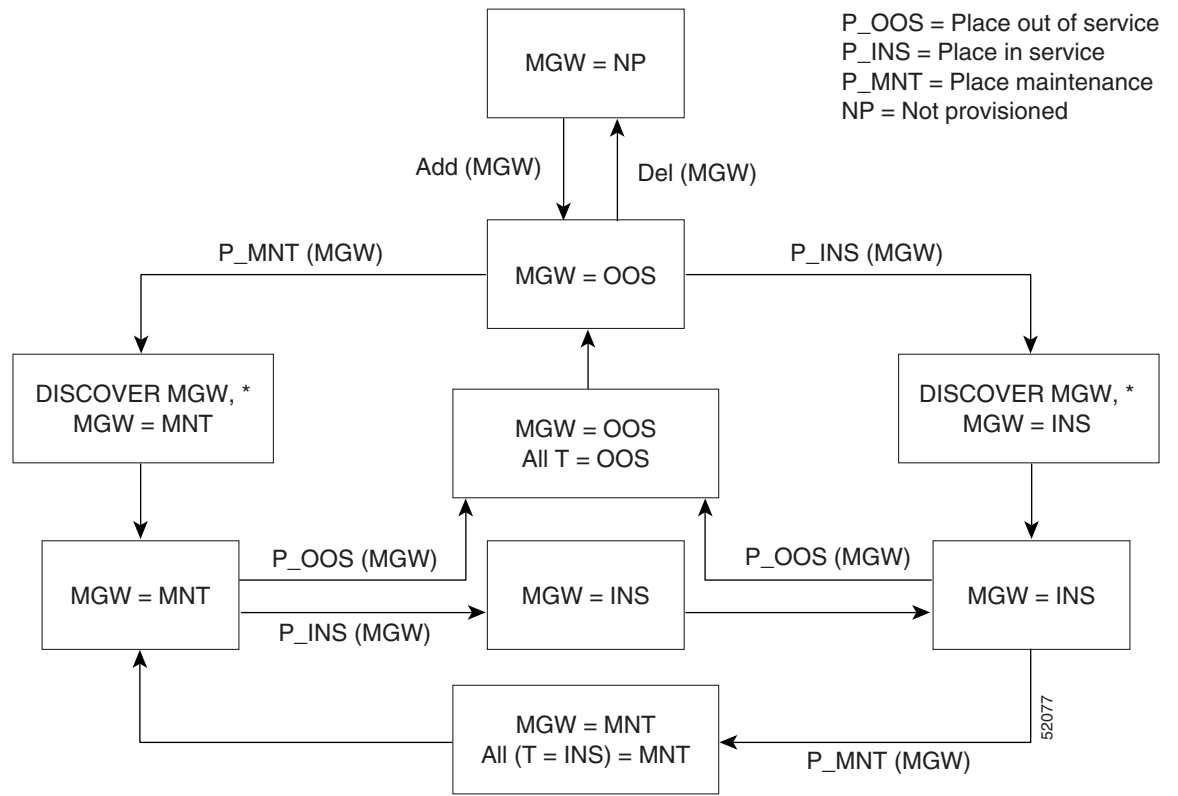 P_OOS = Place out of service
P_INS = Place in service
P_MNT = Place maintenance
NP = Not provisioned
MGW = NP
Add (MGW)
Del (MGW)
P_MNT (MGW)
MGW = OOS
P_INS (MGW)
DISCOVER MGW, *
MGW = MNT
MGW = OOS
All T = OOS
DISCOVER MGW, *
MGW = INS
P_OOS (MGW)
P_OOS (MGW)
MGW = MNT
MGW = INS
MGW = INS
P_INS (MGW)
MGW = MNT
All (T = INS) = MNT
P_MNT (MGW)
52077